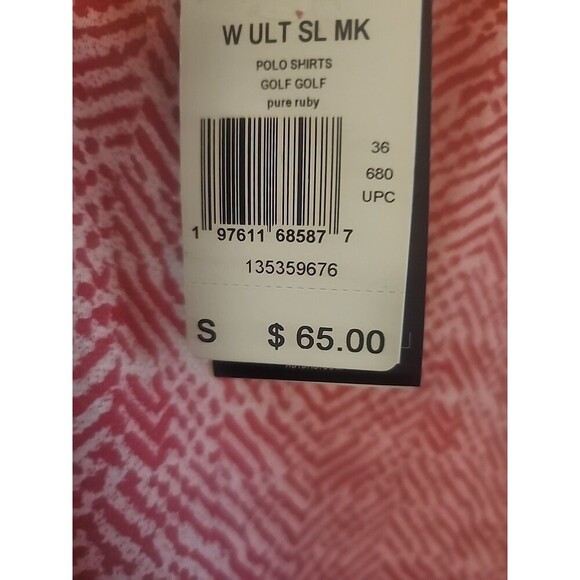 W ULT SL MK
POLO SHIRTS
GOLF GOLF
pure ruby
36
680
UPC
1 97611 68587 7
135359676
S $ 65.00